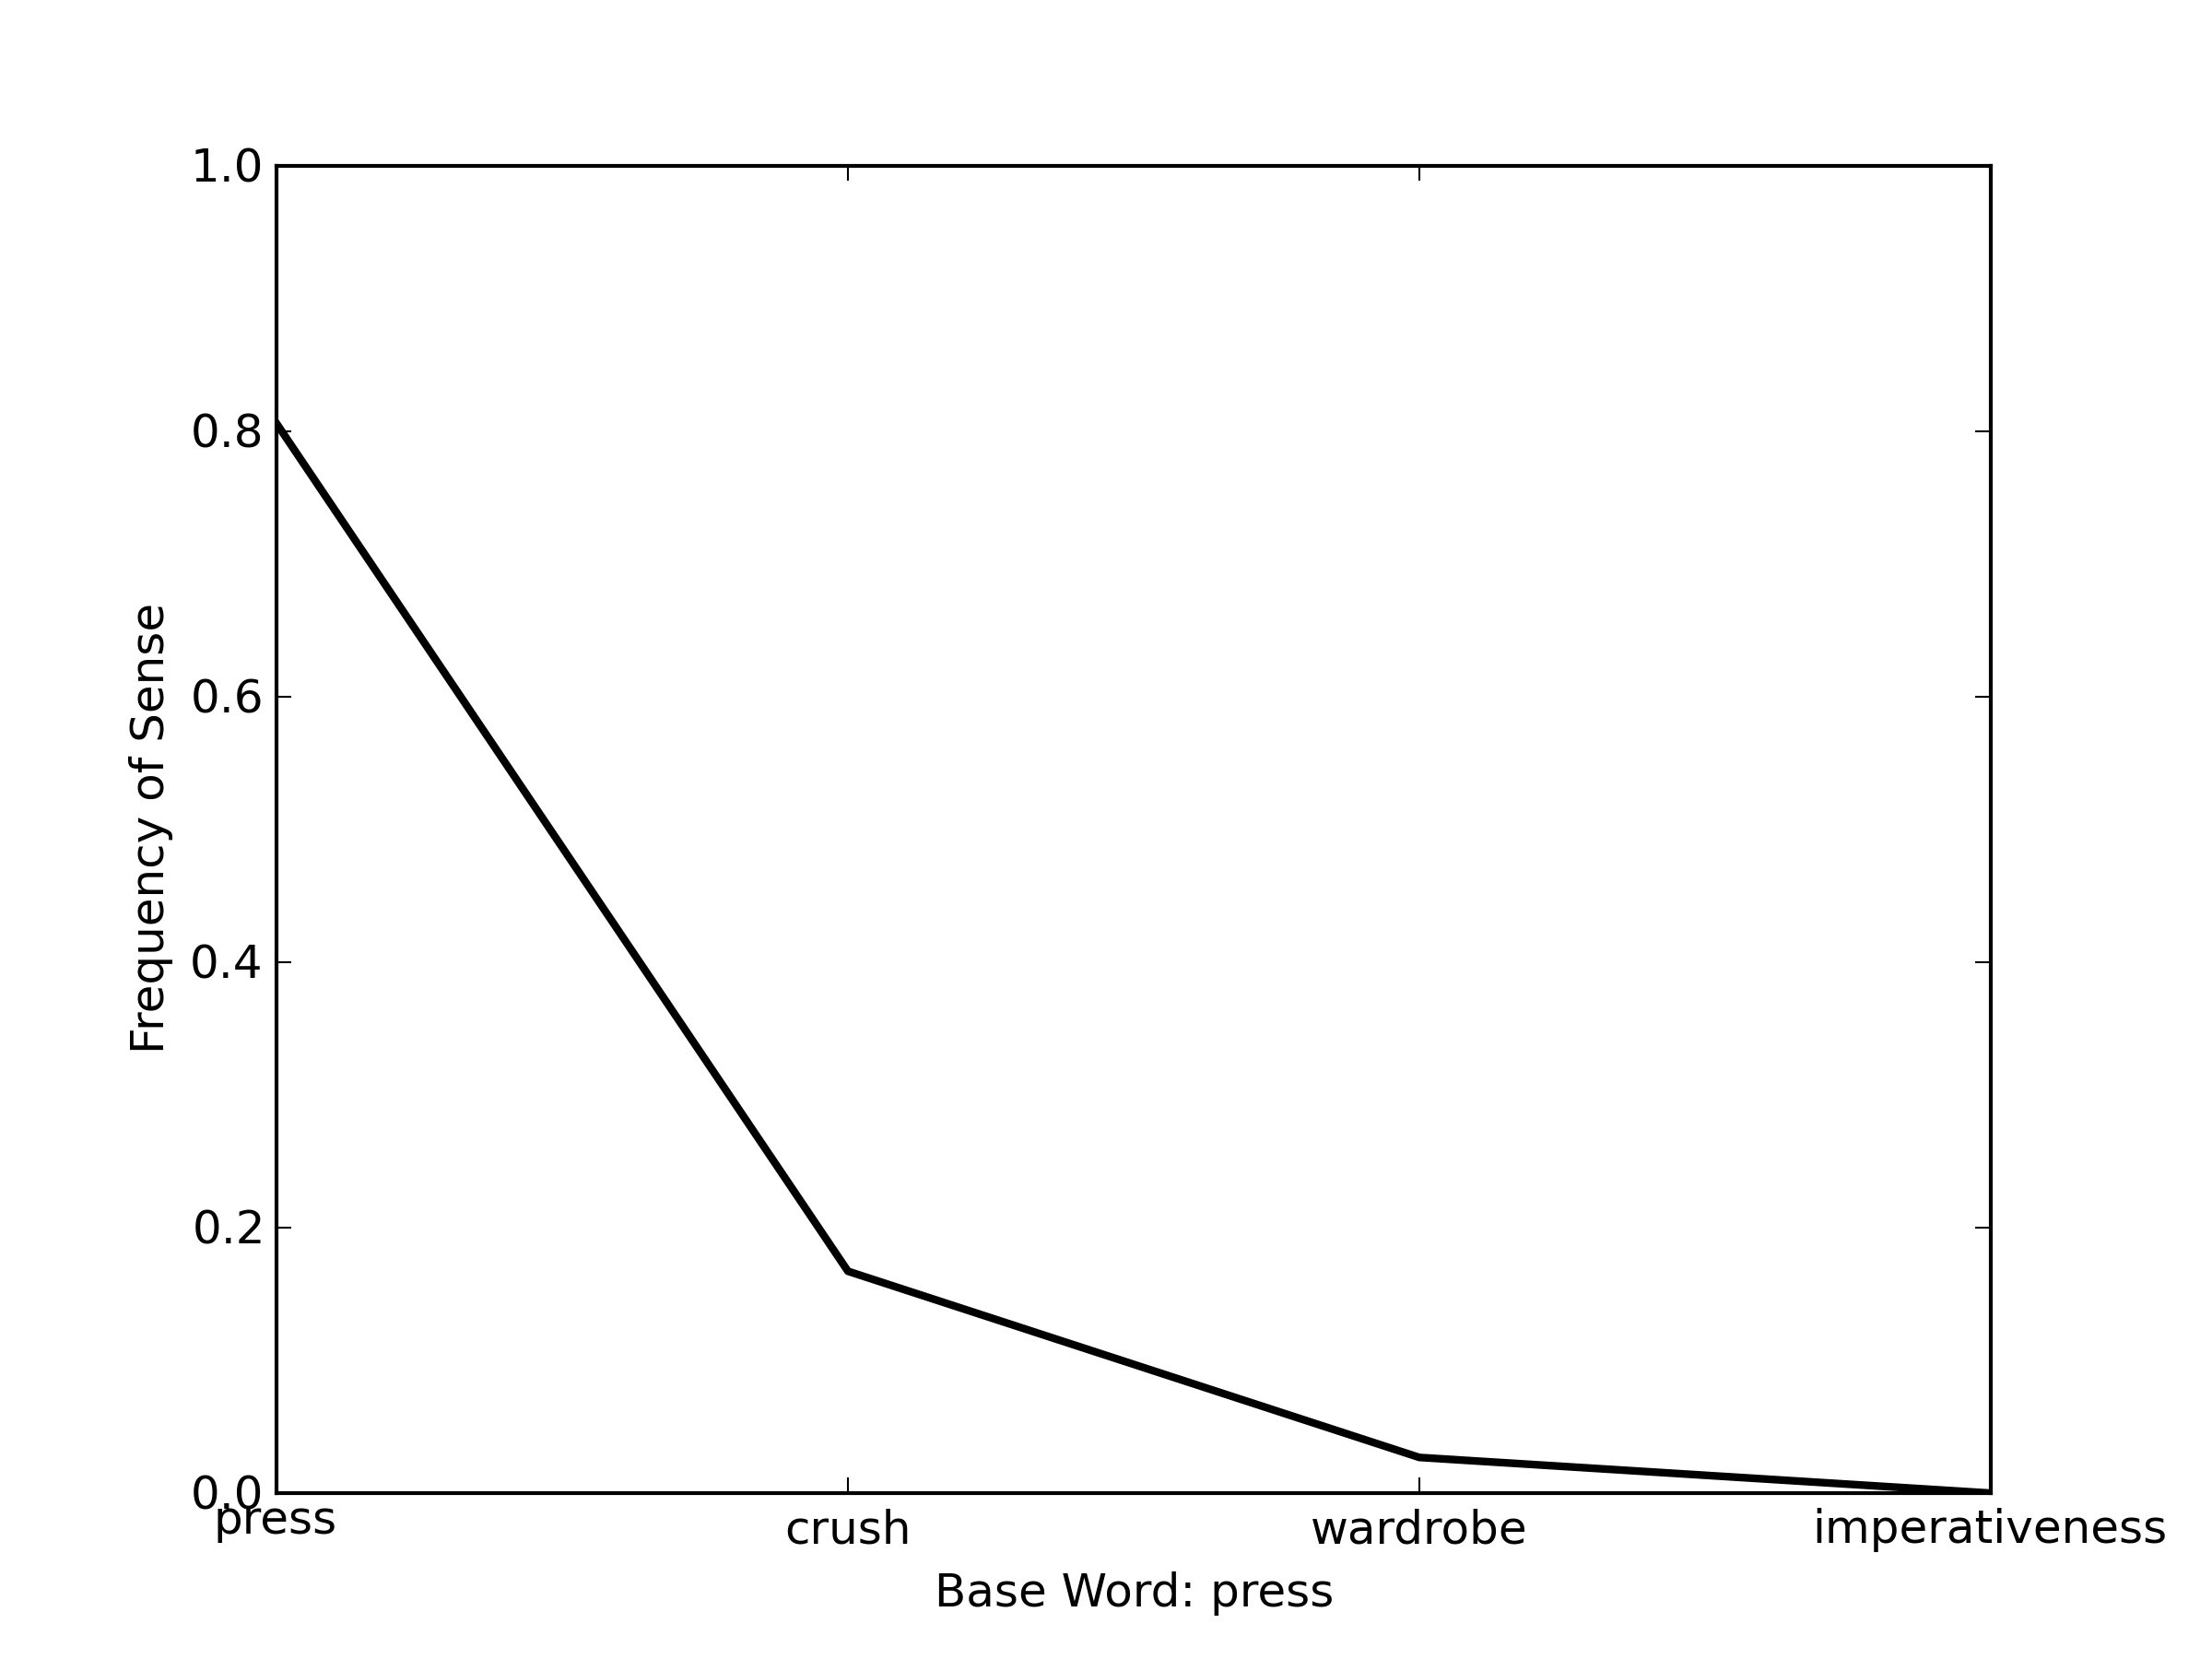 1.0
0.8
0.6
0.4
0.2
0.0
Frequency of Sense
press
crush
wardrobe
imperativeness
Base Word: press